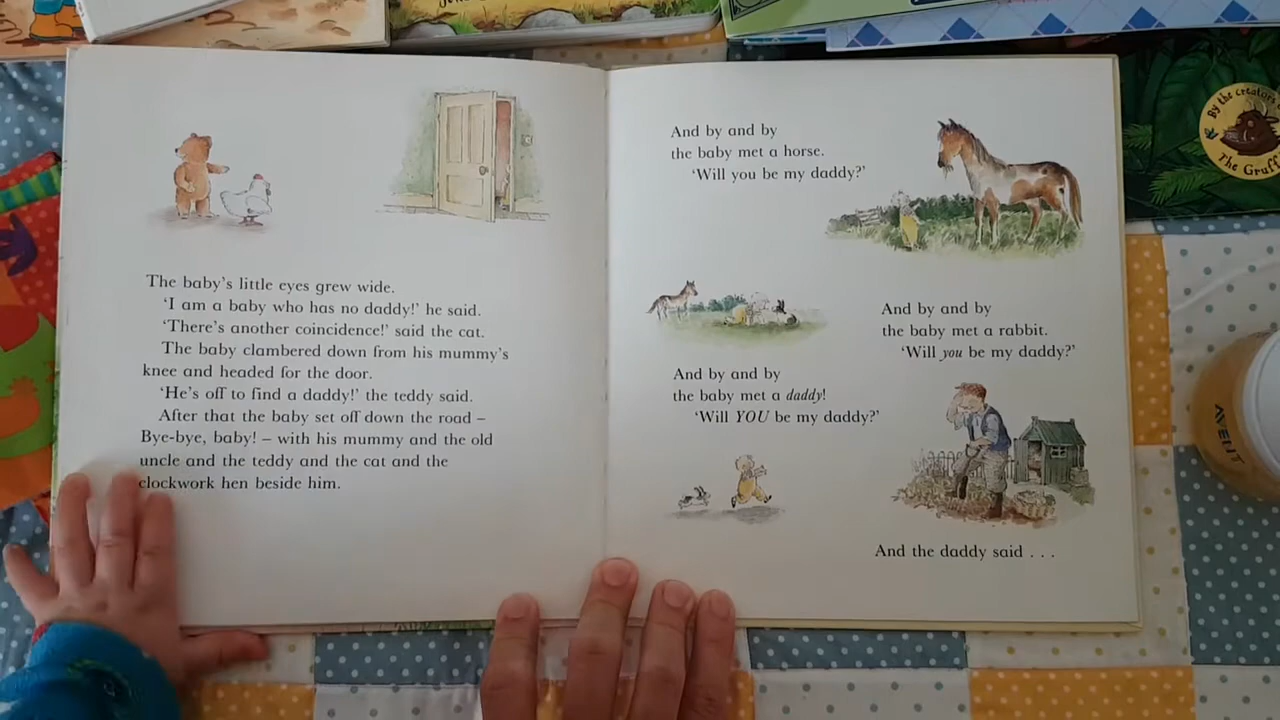 The baby's little eyes grew wide.
'I am a baby who has no daddy!' he said.
'There's another coincidence!' said the cat.
The baby clambered down from his mummy's
knee and headed for the door.
'He's off to find a daddy!' the teddy said.
After that the baby set off down the road –
Bye-bye, baby! – with his mummy and the old
uncle and the teddy and the cat and the
clockwork hen beside him.
And by and by
the baby met a horse.
'Will you be my daddy?'
And by and by
the baby met a rabbit.
'Will you be my daddy?'
And by and by
the baby met a daddy!
'Will YOU be my daddy?'
And the daddy said . . .
By the creators
The Gruff
AVENT